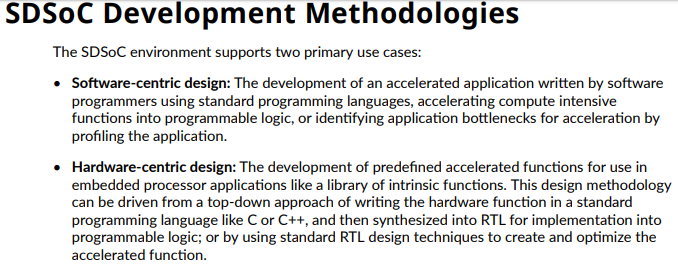 SDSoC Development Methodologies
The SDSoC environment supports two primary use cases:
• Software-centric design: The development of an accelerated application written by software
programmers using standard programming languages, accelerating compute intensive
functions into programmable logic, or identifying application bottlenecks for acceleration by
profiling the application.
• Hardware-centric design: The development of predefined accelerated functions for use in
embedded processor applications like a library of intrinsic functions. This design methodology
can be driven from a top-down approach of writing the hardware function in a standard
programming language like C or C++, and then synthesized into RTL for implementation into
programmable logic; or by using standard RTL design techniques to create and optimize the
accelerated function.